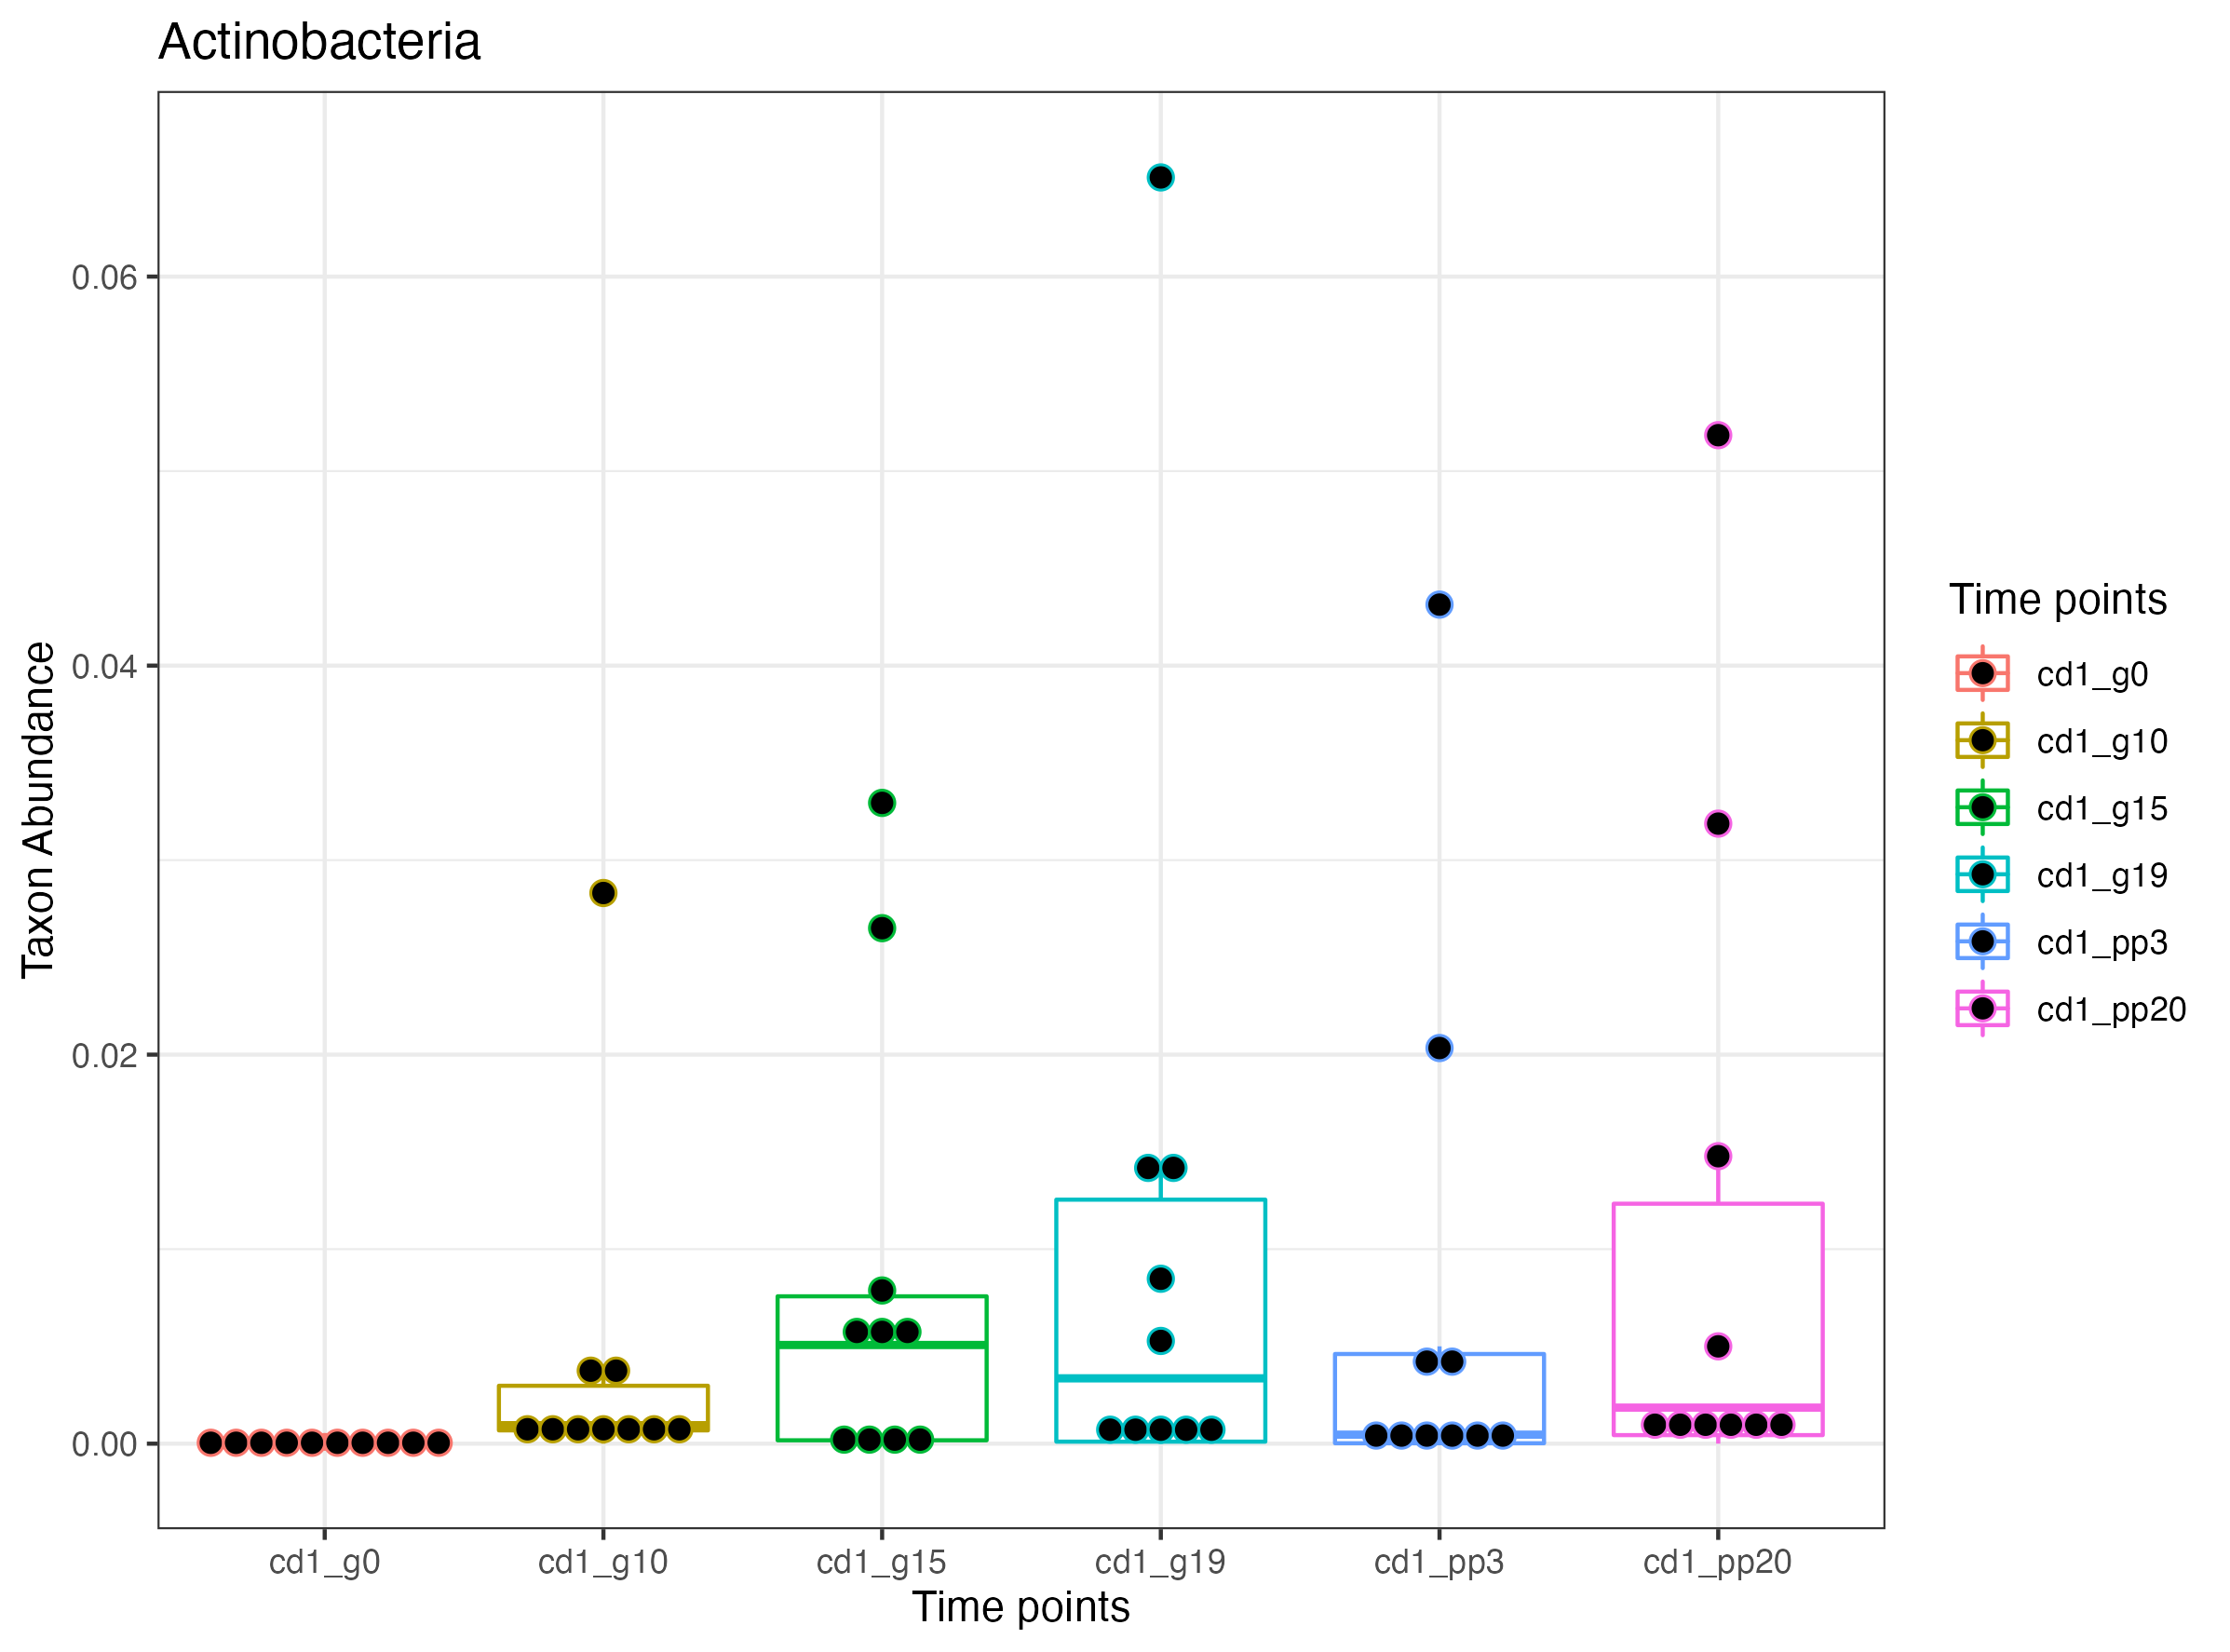 Actinobacteria
Taxon Abundance
0.06
0.04
0.02
0.00
cd1_g0
cd1_g10
cd1_g15
cd1_g19
cd1_pp3
cd1_pp20
Time points
Time points
cd1_g0
cd1_g10
cd1_g15
cd1_g19
cd1_pp3
cd1_pp20